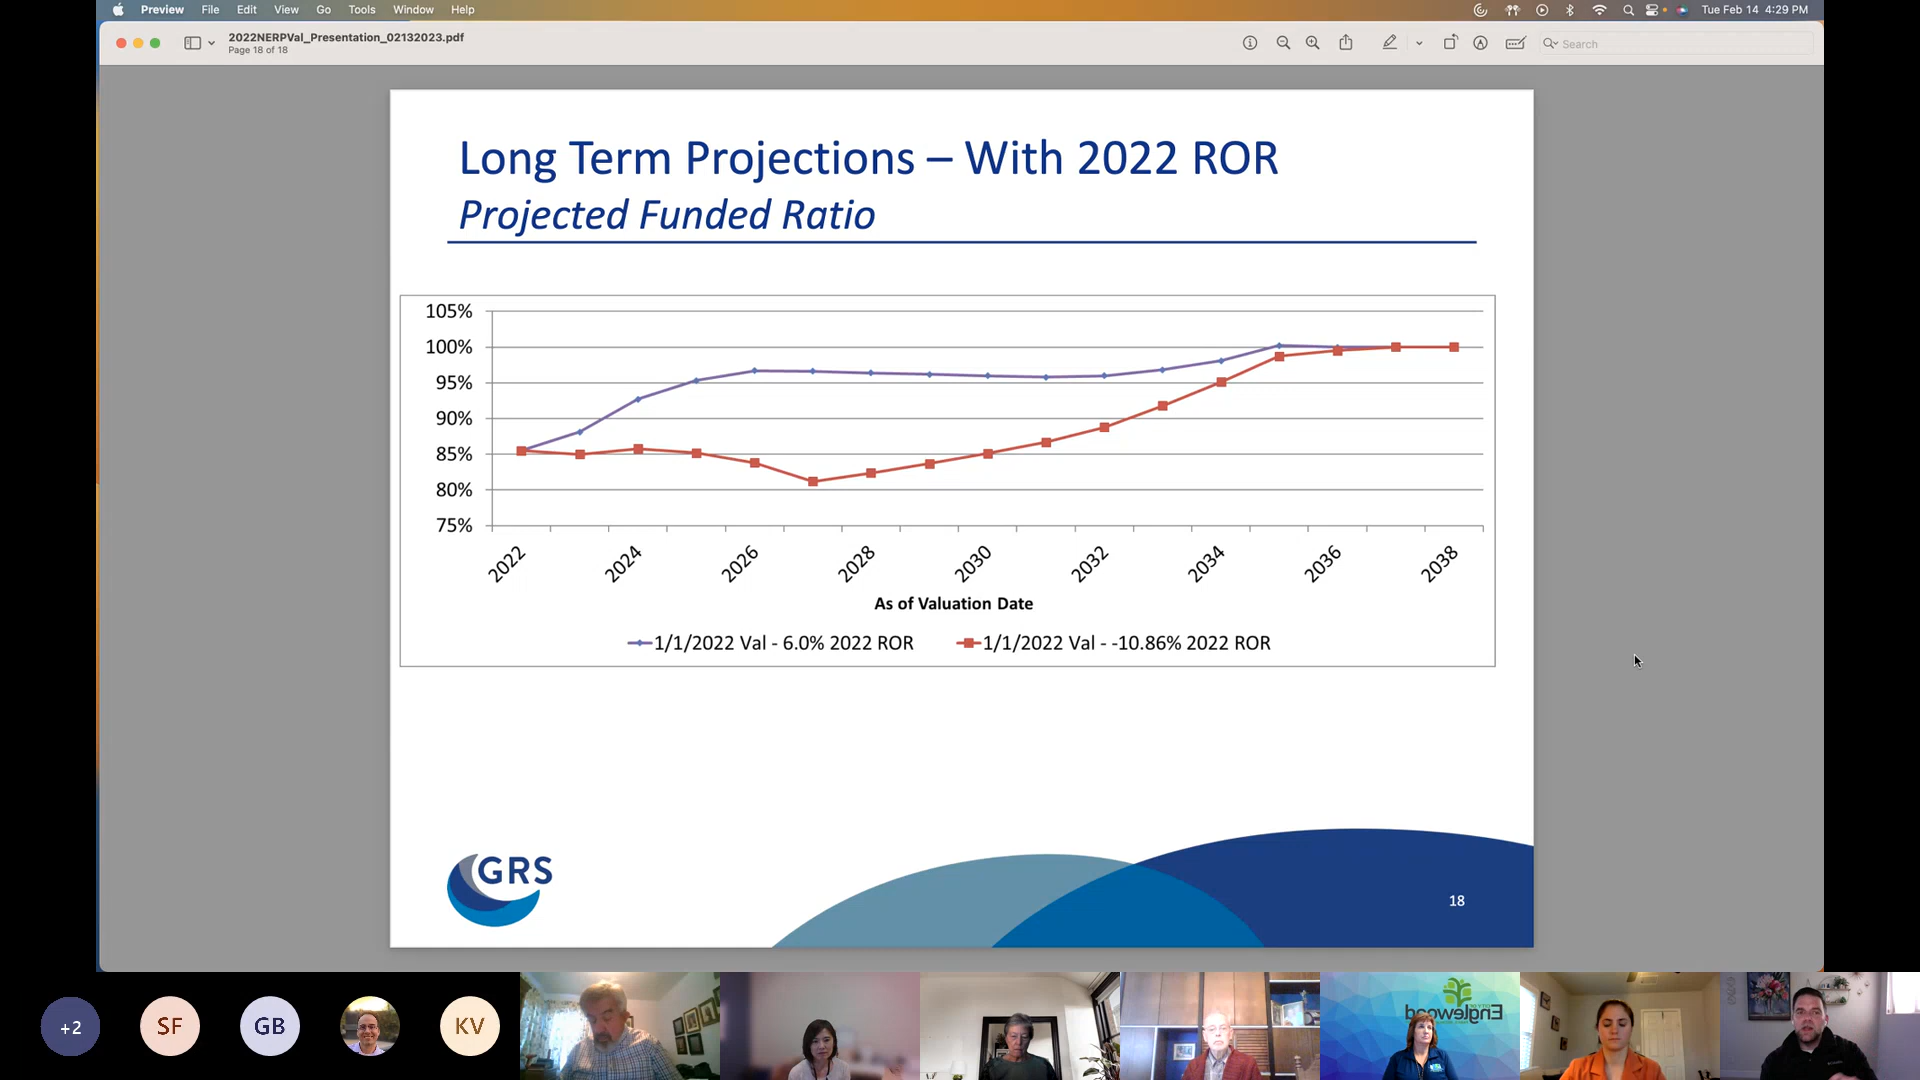 Preview File Edit View Go Tools Window Help
Tue Feb 14 4:29 PM
2022NERPVal_Presentation_02132023.pdf
Page 18 of 18
Search
Long Term Projections – With 2022 ROR
Projected Funded Ratio
105%
100%
95%
90%
85%
80%
75%
2022 2024 2026 2028 2030 2032 2034 2036 2038
As of Valuation Date
1/1/2022 Val - 6.0% 2022 ROR
1/1/2022 Val - -10.86% 2022 ROR
GRS
18
+2
SF
GB
KV
Englewood